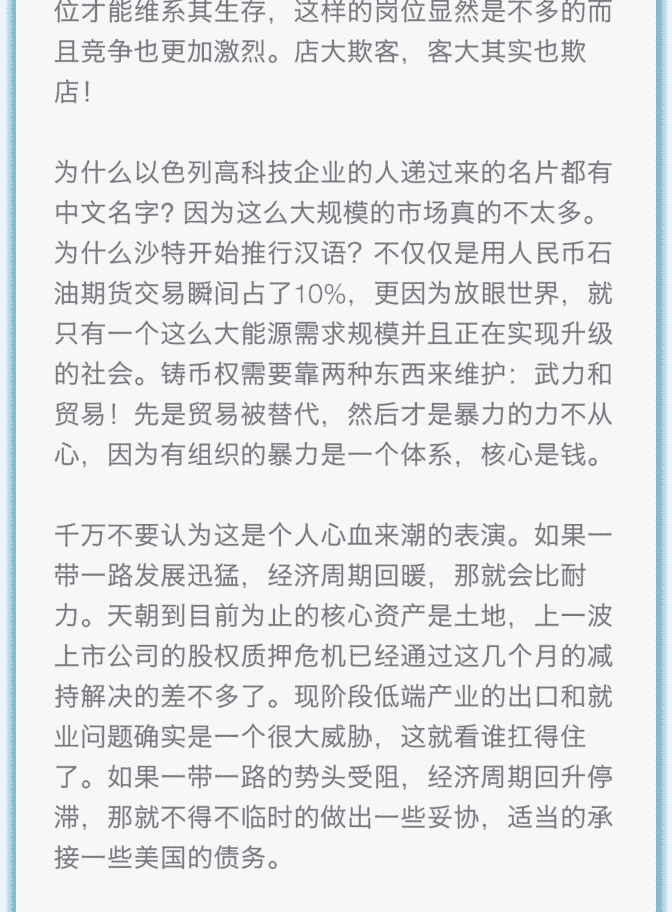 位才能维系其生存，这样的岗位显然是不多的而
且竞争也更加激烈。店大欺客，客大其实也欺
店！
为什么以色列高科技企业的人递过来的名片都有
中文名字？因为这么大规模的市场真的不太多。
为什么沙特开始推行汉语？不仅仅是用人民币石
油期货交易瞬间占了10%，更因为放眼世界，就
只有一个这么大能源需求规模并且正在实现升级
的社会。铸币权需要靠两种东西来维护：武力和
贸易！先是贸易被替代，然后才是暴力的力不从
心，因为有组织的暴力是一个体系，核心是钱。
千万不要认为这是个人心血来潮的表演。如果一
带一路发展迅猛，经济周期回暖，那就会比耐
力。天朝到目前为止的核心资产是土地，上一波
上市公司的股权质押危机已经通过这几个月的减
持解决的差不多了。现阶段低端产业的出口和就
业问题确实是一个很大威胁，这就看谁扛得住
了。如果一带一路的势头受阻，经济周期回升停
滞，那就不得不临时的做出一些妥协，适当的承
接一些美国的债务。